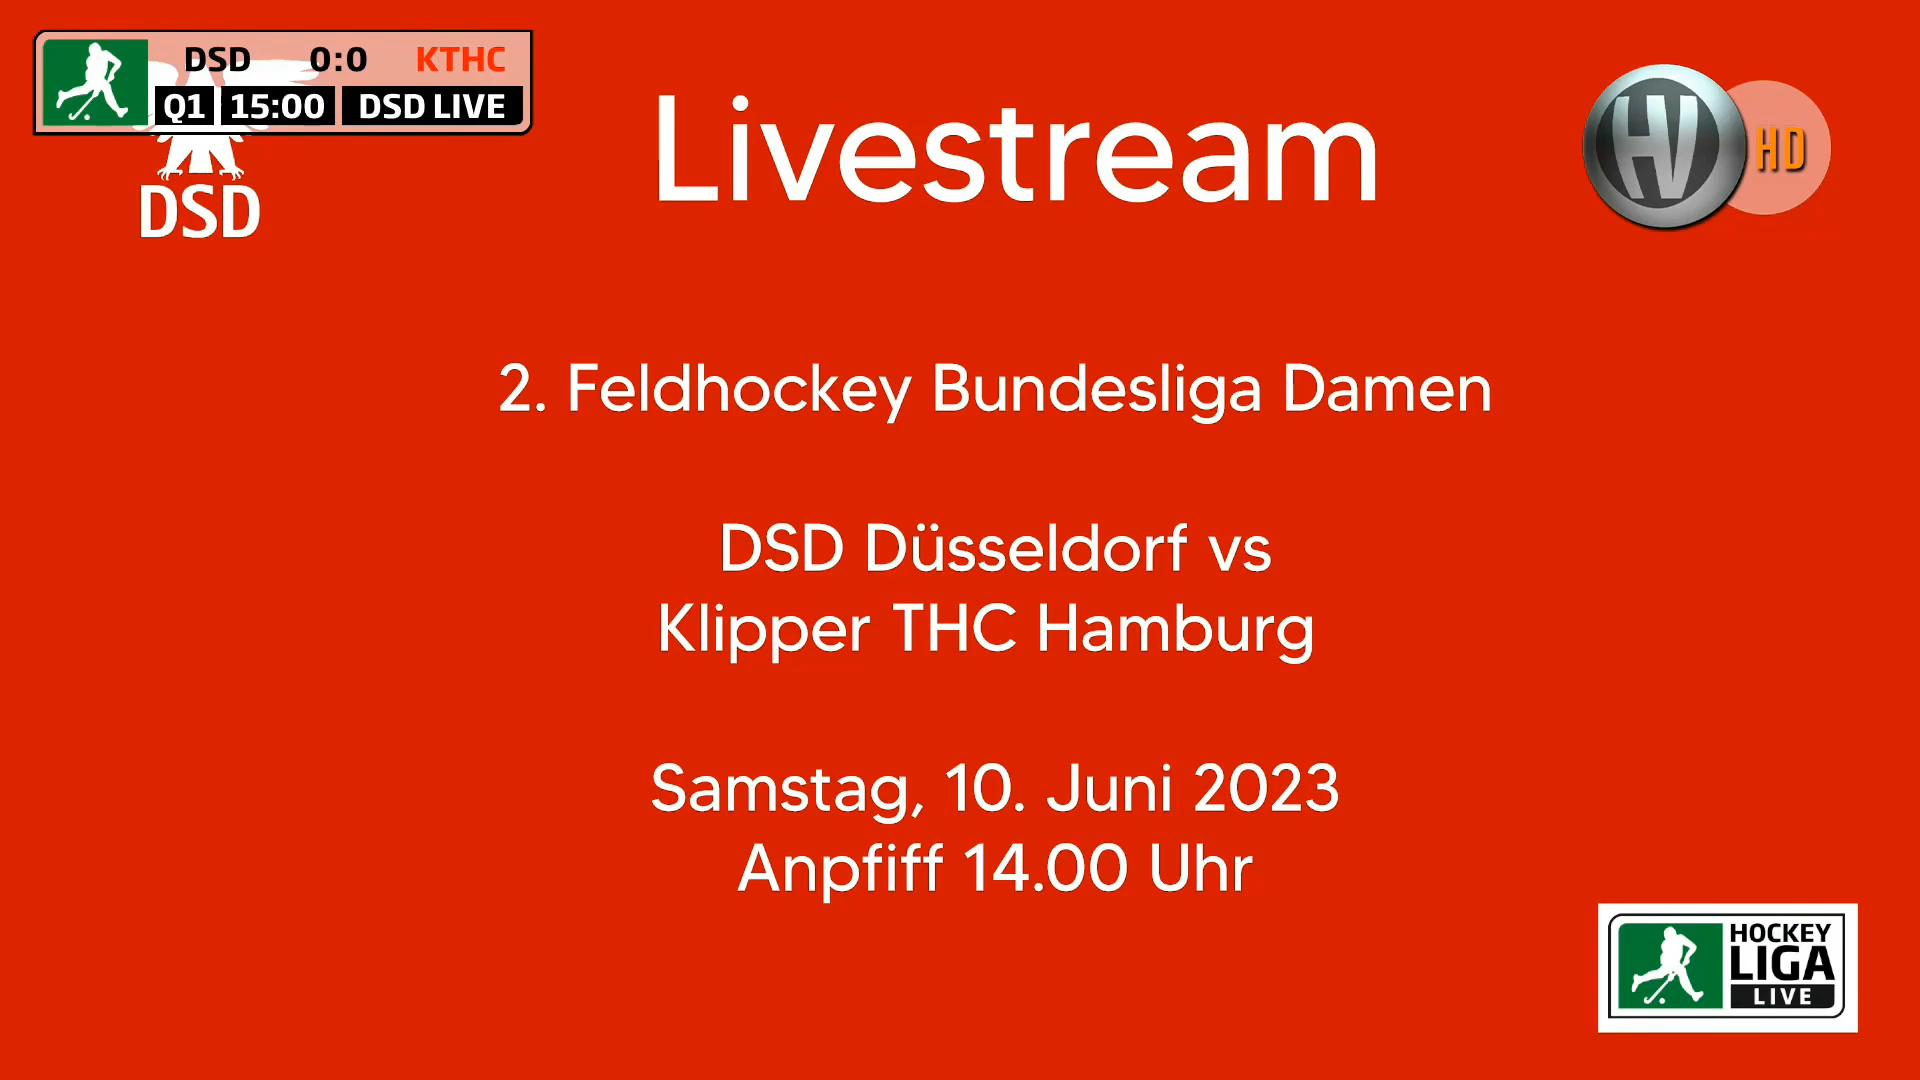 DSD 0:0 KTHC
Q1 15:00 DSD LIVE
DSD
Livestream
HV HD
2. Feldhockey Bundesliga Damen
DSD Düsseldorf vs
Klipper THC Hamburg
Samstag, 10. Juni 2023
Anpfiff 14.00 Uhr
HOCKEY
LIGA
LIVE